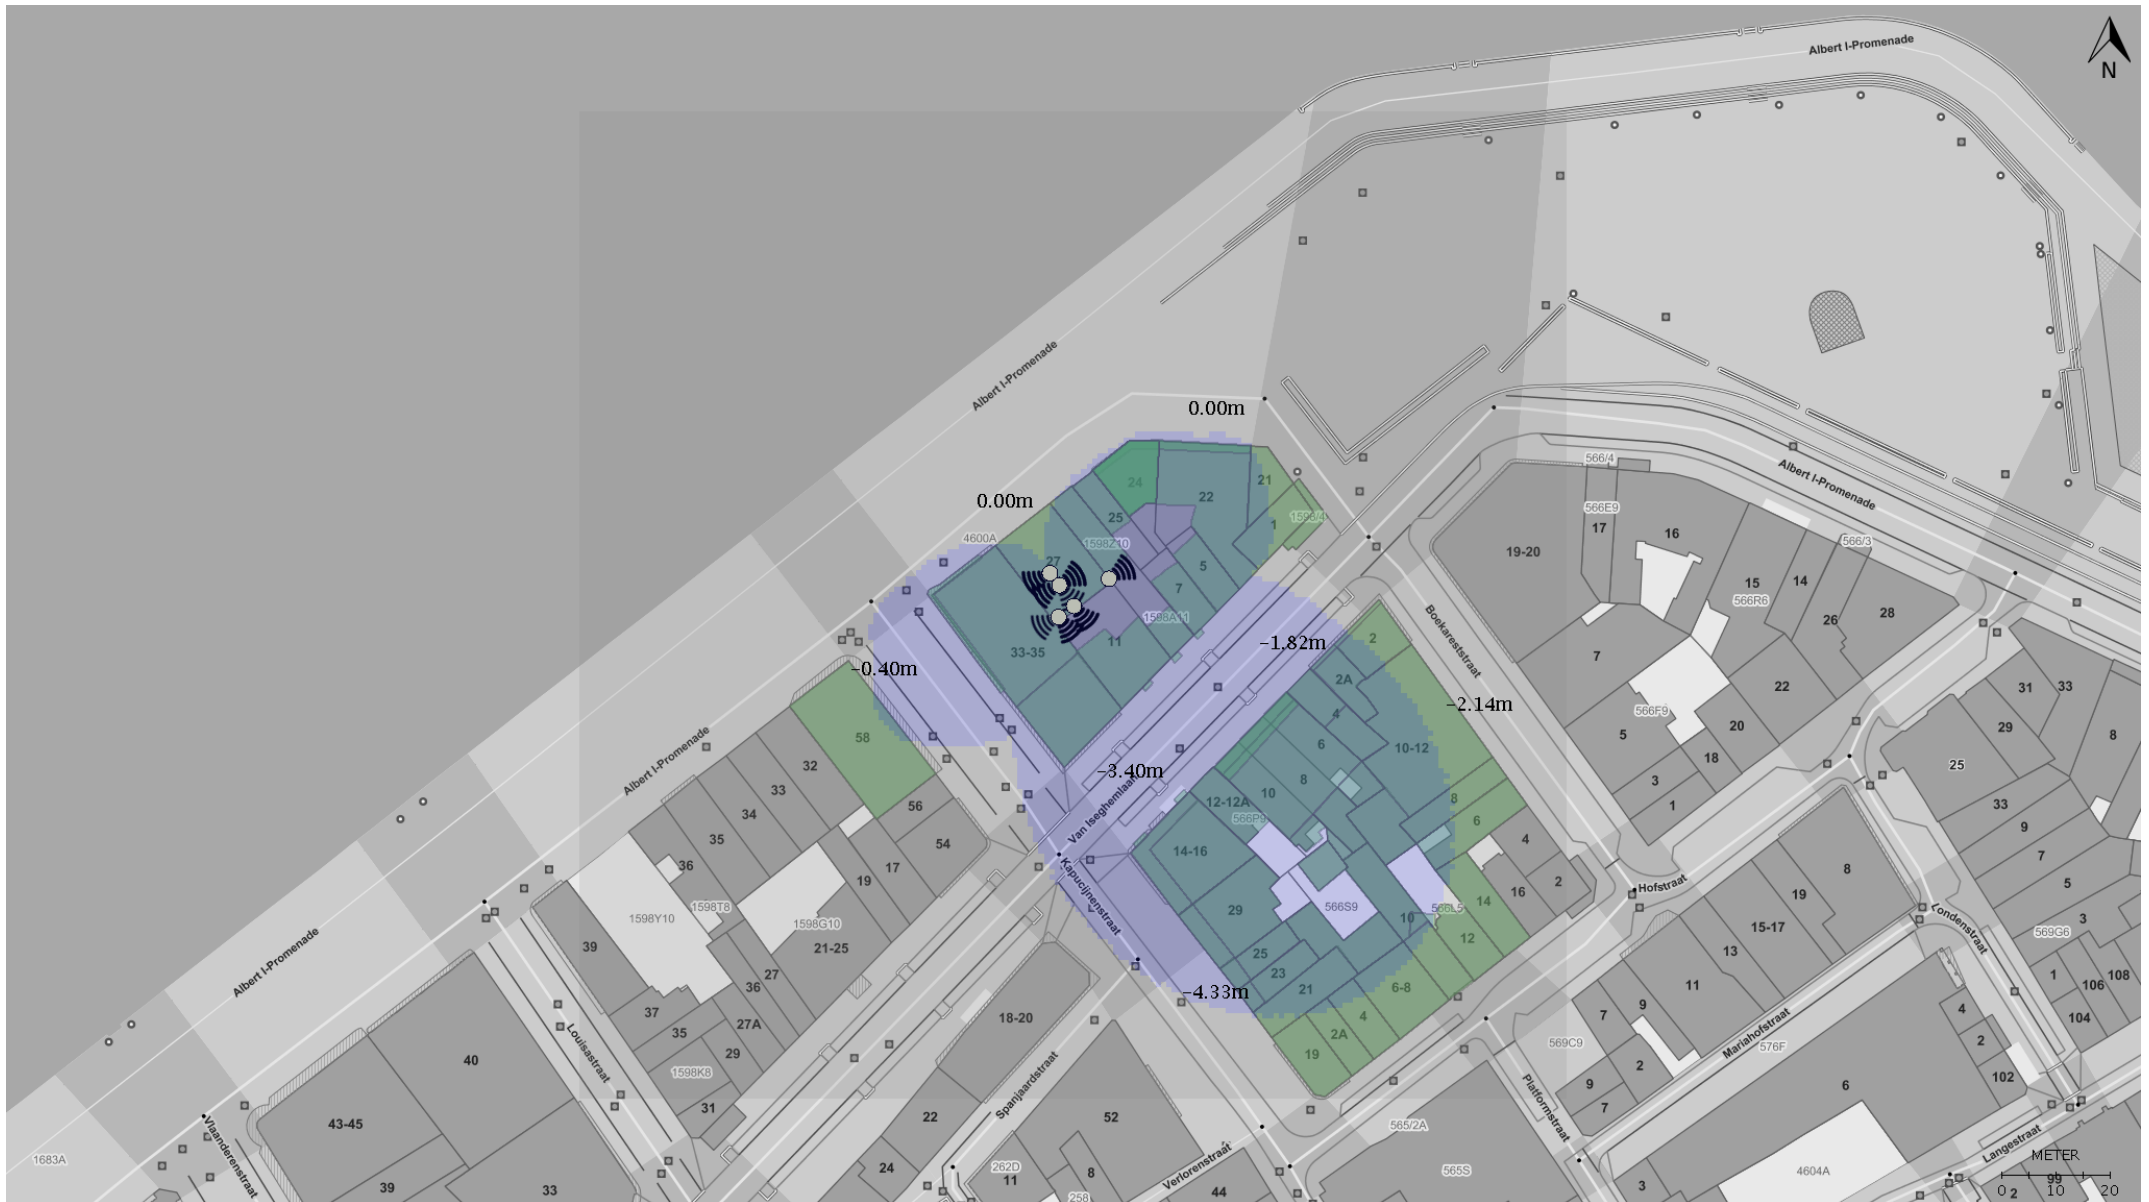 Albert I-Promenade
N
Albert I-Promenade
0.00m
0.00m
Albert I-Promenade
566/4
566E9
17
16
19-20
566/3
15
14
566R6
26
28
7
22
566F9
20
5
18
3
1
24
22
21
1
1598/4
25
1598Z10
4600A
27
5
7
1598A11
11
33-35
-0.40m
-1.82m
-2.14m
-3.40m
-4.33m
Boekareststraat
2
2A
4
6
10-12
8
10
12-12A
566P9
14-16
8
6
4
2
16
14
12
566L5
10
566S9
29
25
23
21
6-8
4
2A
19
Van Iseghemlaan
Kapucijnenstraat
Hofstraat
Albert I-Promenade
58
32
33
34
35
36
56
54
17
19
1598Y10
1598T8
1598G10
21-25
39
27
36
37
35
27A
29
1598K8
31
Albert I-Promenade
Louisastraat
40
43-45
39
33
1683A
Vlaanderenstraat
18-20
Spanjaardstraat
22
24
52
262D
11
8
258
44
Verlorenstraat
565/2A
565S
Platformstraat
569C9
7
9
2
9
7
11
13
15-17
19
8
Mariahofstraat
576F
6
4604A
3
Londenstraat
25
29
31
33
8
33
9
7
5
3
569G6
1
106
108
104
4
2
102
Langestraat
99
2
METER
0 10 20